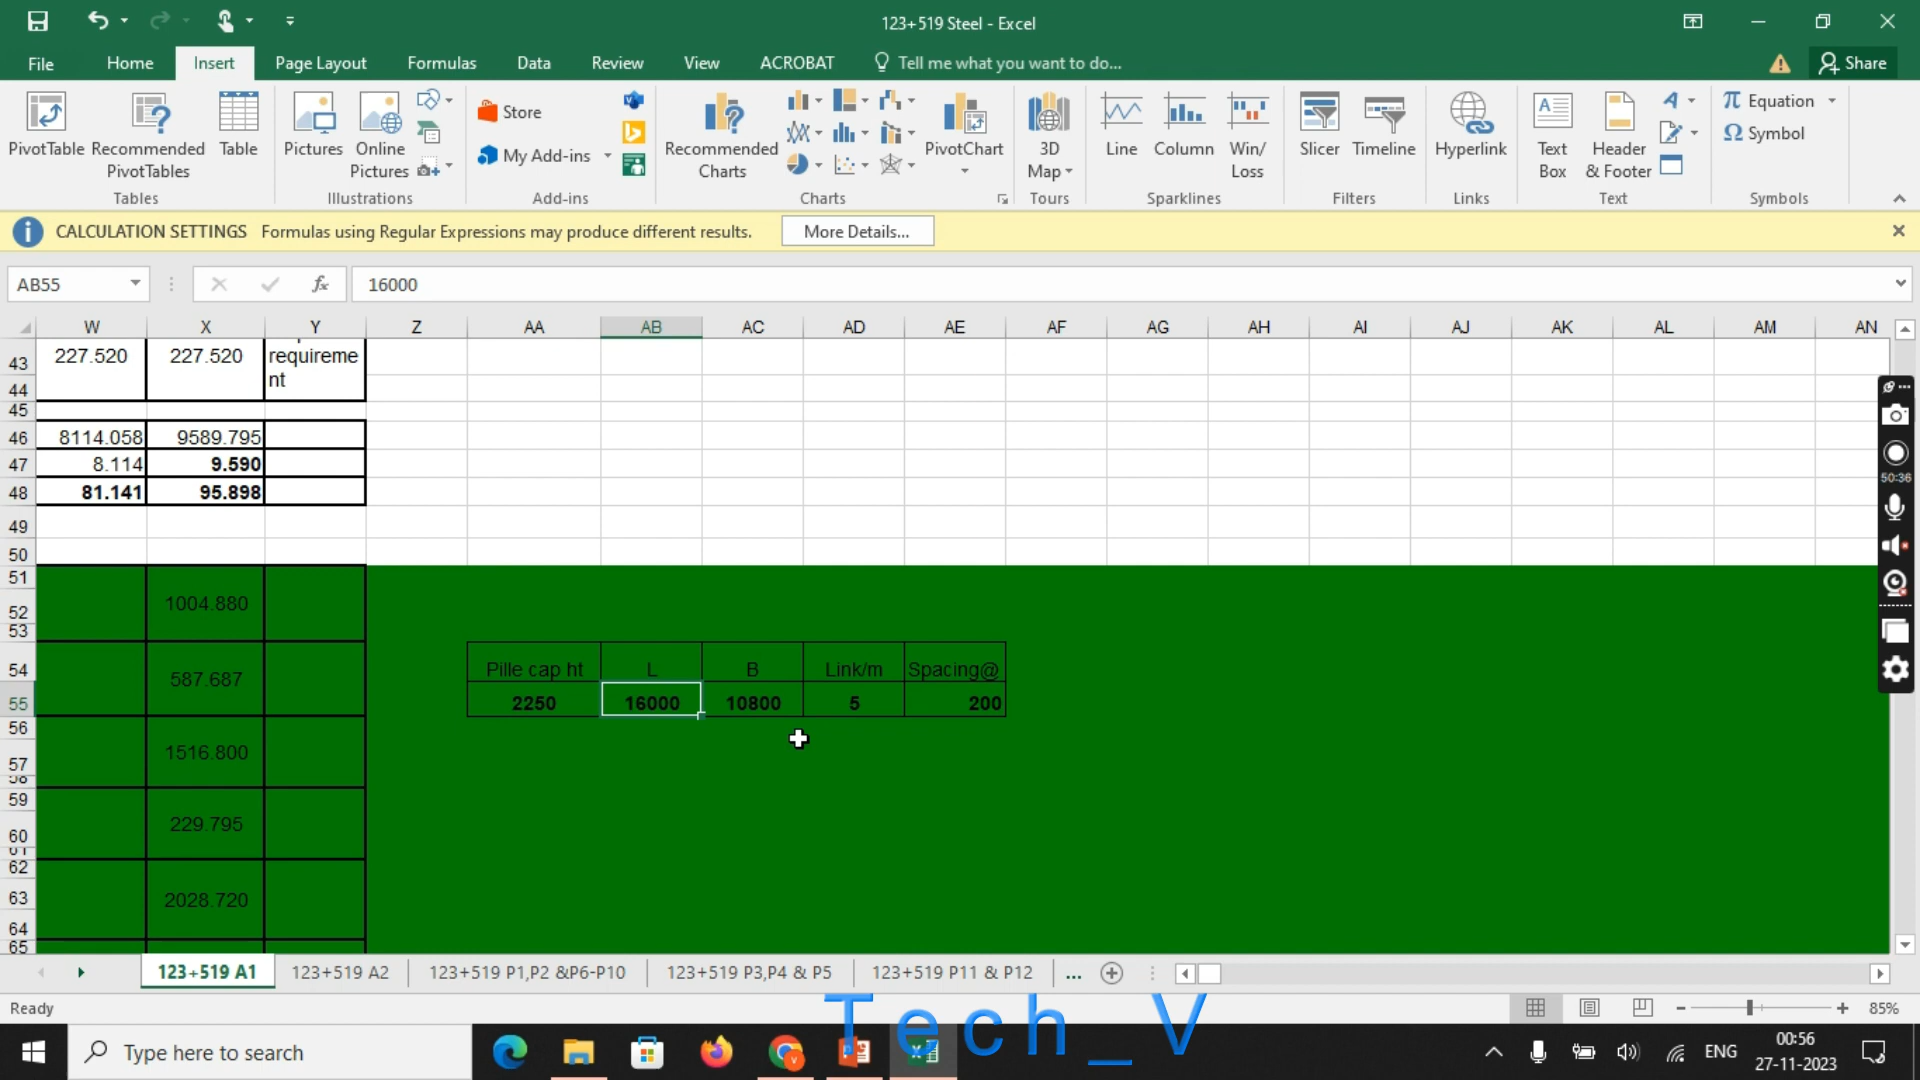 123+519 Steel - Excel
File Home Insert Page Layout Formulas Data Review View ACROBAT Tell me what you want to do... Share
PivotTable
Recommended
PivotTables
Table
Tables
Pictures
Online
Pictures
Illustrations
Store
My Add-ins
Add-ins
Recommended
Charts
PivotChart
Charts
3D
Map
Tours
Line
Column
Win/
Loss
Sparklines
Slicer
Timeline
Filters
Hyperlink
Links
Text
Box
Header
& Footer
Text
Equation
Symbol
Symbols
CALCULATION SETTINGS Formulas using Regular Expressions may produce different results. More Details...
AB55 fx 16000
W X Y Z AA AB AC AD AE AF AG AH AI AJ AK AL AM AN
43 227.520 227.520 requireme
44 nt
45
46 8114.058 9589.795
47 8.114 9.590
48 81.141 95.898
49
50
51
52 1004.880
53
54 587.687 Pille cap ht L B Link/m Spacing@
55 2250 16000 10800 5 200
56
57 1516.800
58
59
60 229.795
61
62
63 2028.720
64
65
50:36
123+519 A1 123+519 A2 123+519 P1,P2 &P6-P10 123+519 P3,P4 & P5 123+519 P11 & P12 ...
Ready 85%
Tech_V
Type here to search
ENG
00:56
27-11-2023